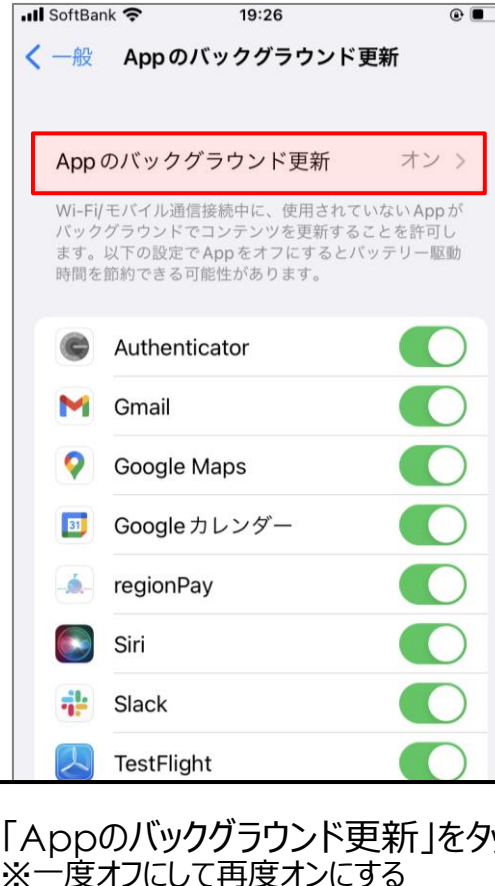 SoftBank 19:26
一般 Appのバックグラウンド更新
Appのバックグラウンド更新 オン
Wi-Fi/モバイル通信接続中に、使用されていないAppが
バックグラウンドでコンテンツを更新することを許可し
ます。以下の設定でAppをオフにするとバッテリー駆動
時間を節約できる可能性があります。
Authenticator
Gmail
Google Maps
31
Googleカレンダー
regionPay
Siri
Slack
TestFlight
「Appのバックグラウンド更新」をタッ
※一度オフにして再度オンにする